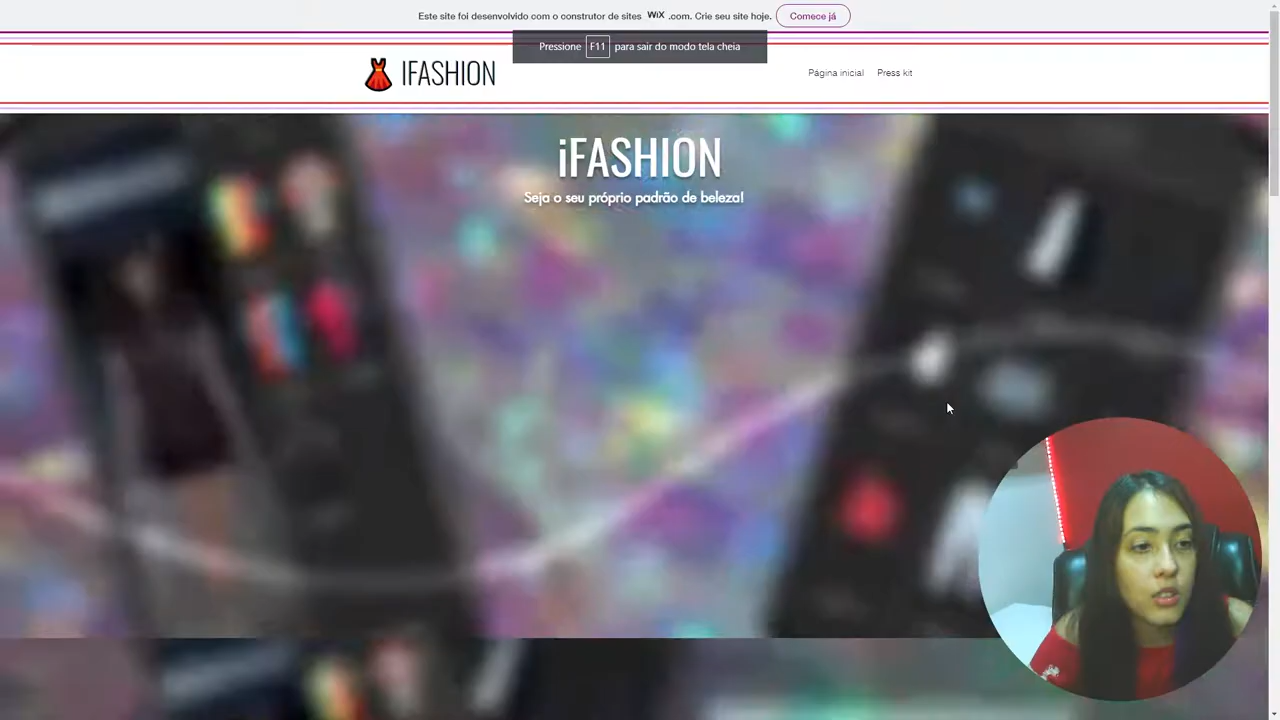 Este site foi desenvolvido com o construtor de sites WiX .com. Crie seu site hoje. Comece já
Pressione F11 para sair do modo tela cheia
IFASHION
Página inicial Press kit
iFASHION
Seja o seu próprio padrão de beleza!